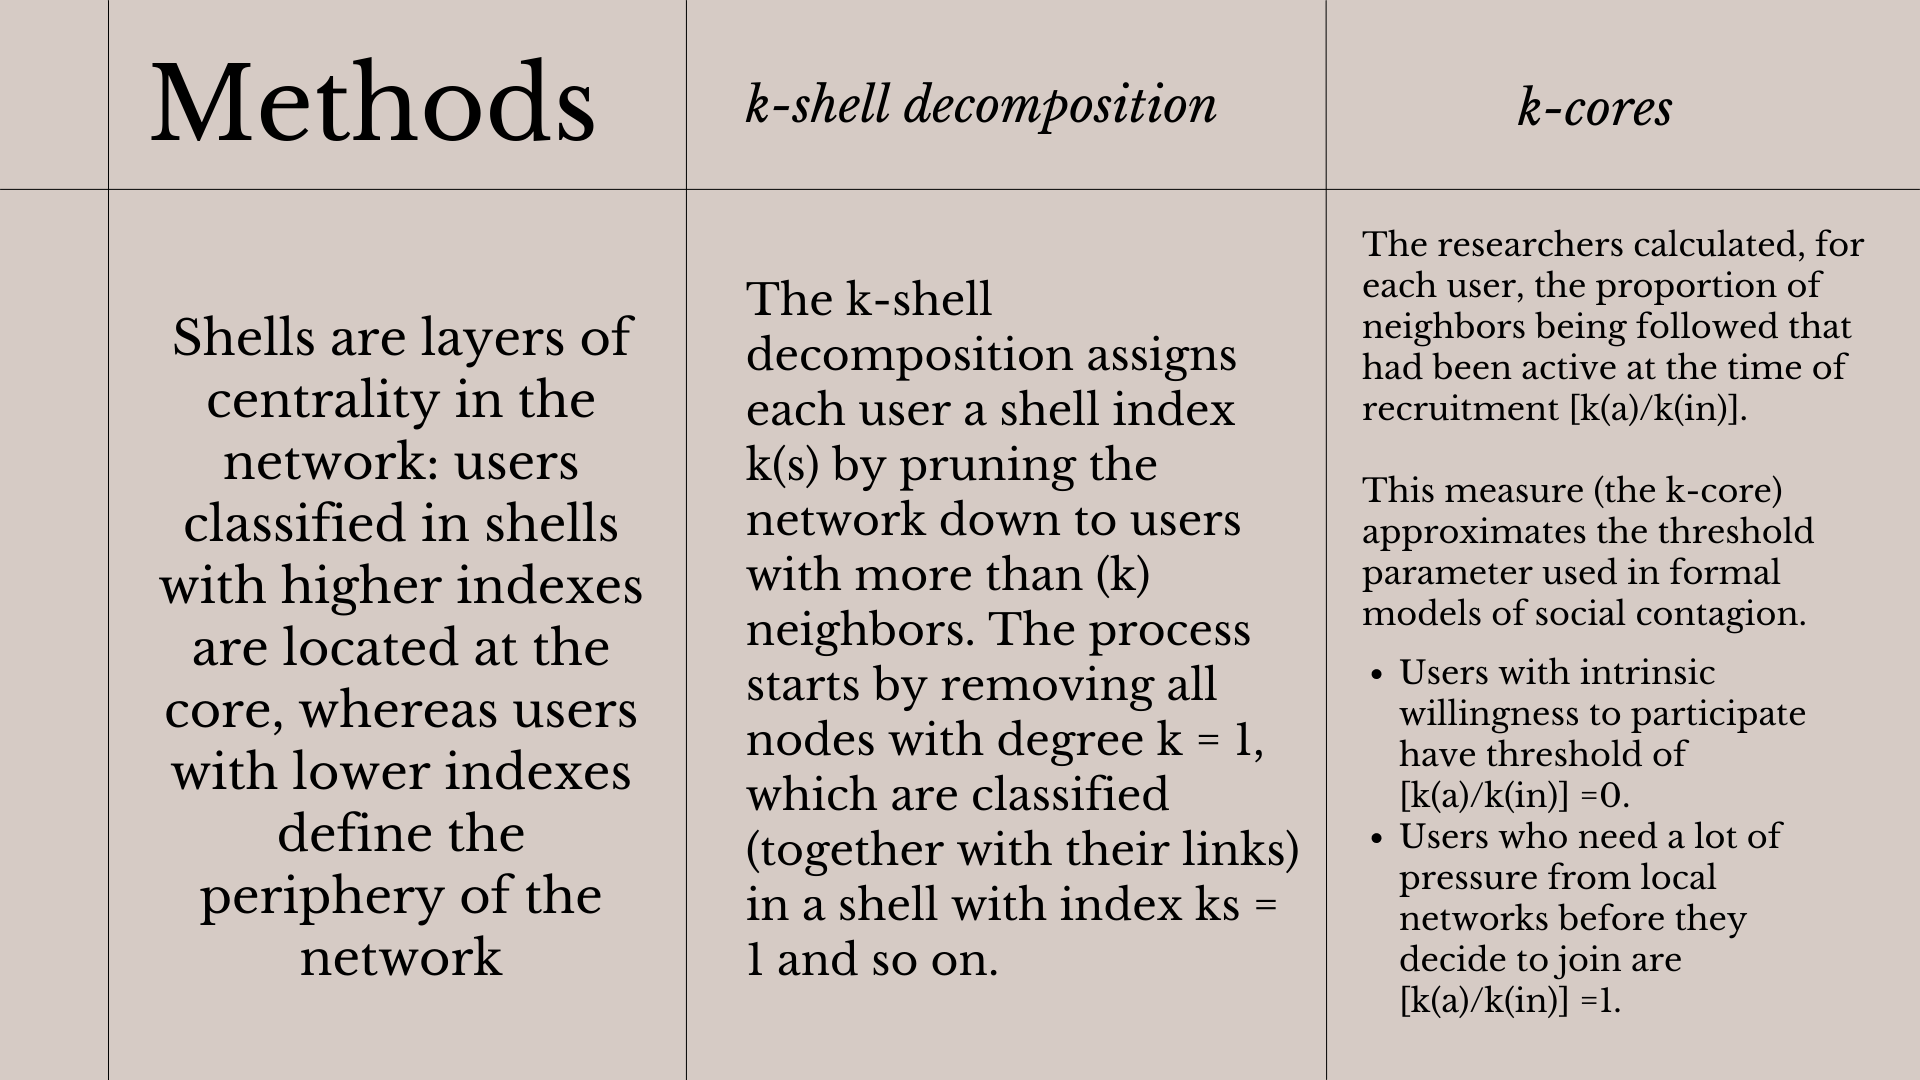 Methods
k-shell decomposition
k-cores
Shells are layers of
centrality in the
network: users
classified in shells
with higher indexes
are located at the
core, whereas users
with lower indexes
define the
periphery of the
network
The k-shell
decomposition assigns
each user a shell index
k(s) by pruning the
network down to users
with more than (k)
neighbors. The process
starts by removing all
nodes with degree k = 1,
which are classified
(together with their links)
in a shell with index ks =
1 and so on.
The researchers calculated, for
each user, the proportion of
neighbors being followed that
had been active at the time of
recruitment [k(a)/k(in)].
This measure (the k-core)
approximates the threshold
parameter used in formal
models of social contagion.
• Users with intrinsic
willingness to participate
have threshold of
[k(a)/k(in)] =0.
• Users who need a lot of
pressure from local
networks before they
decide to join are
[k(a)/k(in)] =1.